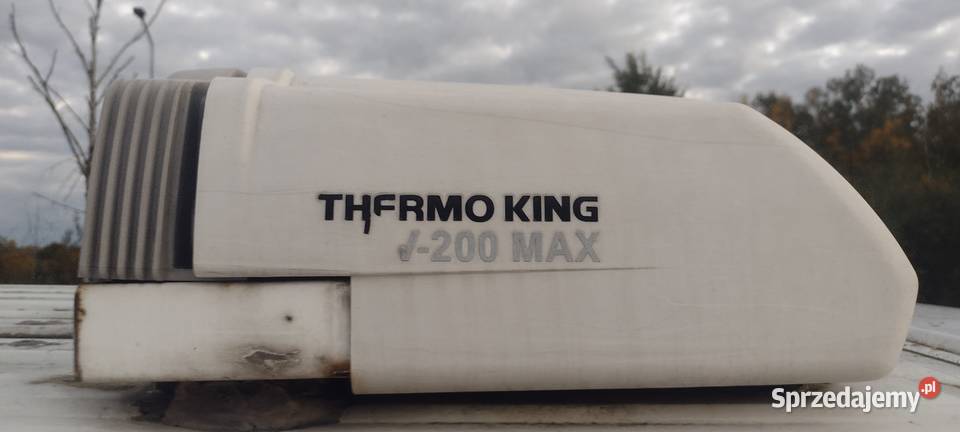 THERMO KING
V-200 MAX
Sprzedajemy.pl